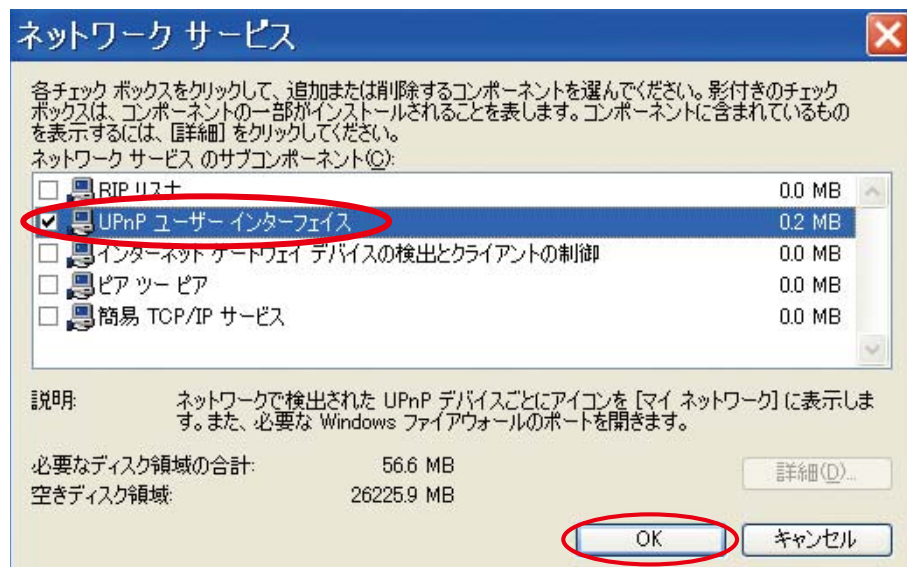 ネットワーク サービス
各チェック ボックスをクリックして、追加または削除するコンポーネントを選んでください。影付きのチェック
ボックスは、コンポーネントの一部がインストールされることを表します。コンポーネントに含まれているもの
を表示するには、[詳細] をクリックしてください。
ネットワーク サービス のサブコンポーネント(C):
RIP リスナ 0.0 MB
UPnP ユーザー インターフェイス 0.2 MB
インターネット ゲートウェイ デバイスの検出とクライアントの制御 0.0 MB
ピア ツー ピア 0.0 MB
簡易 TCP/IP サービス 0.0 MB
説明: ネットワークで検出された UPnP デバイスごとにアイコンを [マイ ネットワーク] に表示しま
す。また、必要な Windows ファイアウォールのポートを開きます。
必要なディスク領域の合計: 56.6 MB
詳細(D)...
空きディスク領域: 26225.9 MB
OK キャンセル